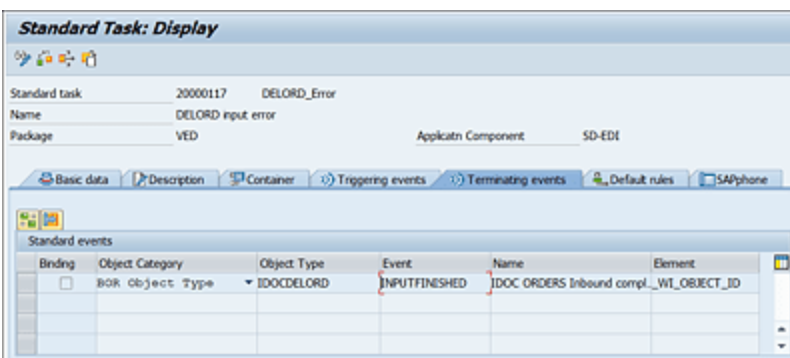 Standard Task: Display
Standard task 20000117 DELORD_Error
Name DELORD input error
Package VED Applicatn Component SD-EDI
Basic data Description Container Triggering events Terminating events Default rules SAPphone
Standard events
Binding Object Category Object Type Event Name Element
BOR Object Type IDOCDELORD INPUTFINISHED IDOC ORDERS Inbound compl.. _WI_OBJECT_ID